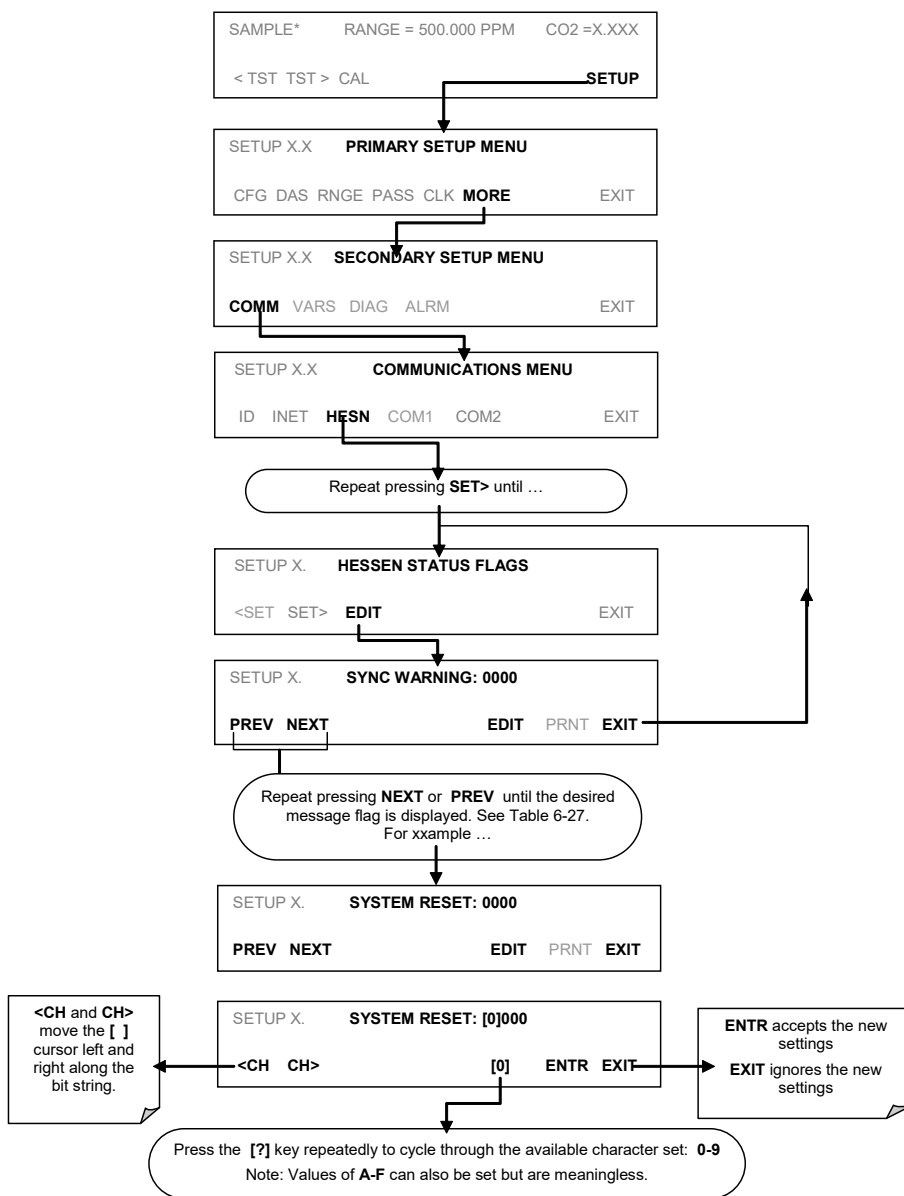 SAMPLE* RANGE = 500.000 PPM CO2 =X.XXX
< TST TST > CAL SETUP
SETUP X.X PRIMARY SETUP MENU
CFG DAS RNGE PASS CLK MORE EXIT
SETUP X.X SECONDARY SETUP MENU
COMM VARS DIAG ALRM EXIT
SETUP X.X COMMUNICATIONS MENU
ID INET HESN COM1 COM2 EXIT
Repeat pressing SET> until …
SETUP X. HESSEN STATUS FLAGS
<SET SET> EDIT EXIT
SETUP X. SYNC WARNING: 0000
PREV NEXT EDIT PRNT EXIT
Repeat pressing NEXT or PREV until the desired
message flag is displayed. See Table 6-27.
For xxample …
SETUP X. SYSTEM RESET: 0000
PREV NEXT EDIT PRNT EXIT
<CH and CH>
move the [ ]
cursor left and
right along the
bit string.
SETUP X. SYSTEM RESET: [0]000
<CH CH> [0] ENTR EXIT
ENTR accepts the new
settings
EXIT ignores the new
settings
Press the [?] key repeatedly to cycle through the available character set: 0-9
Note: Values of A-F can also be set but are meaningless.